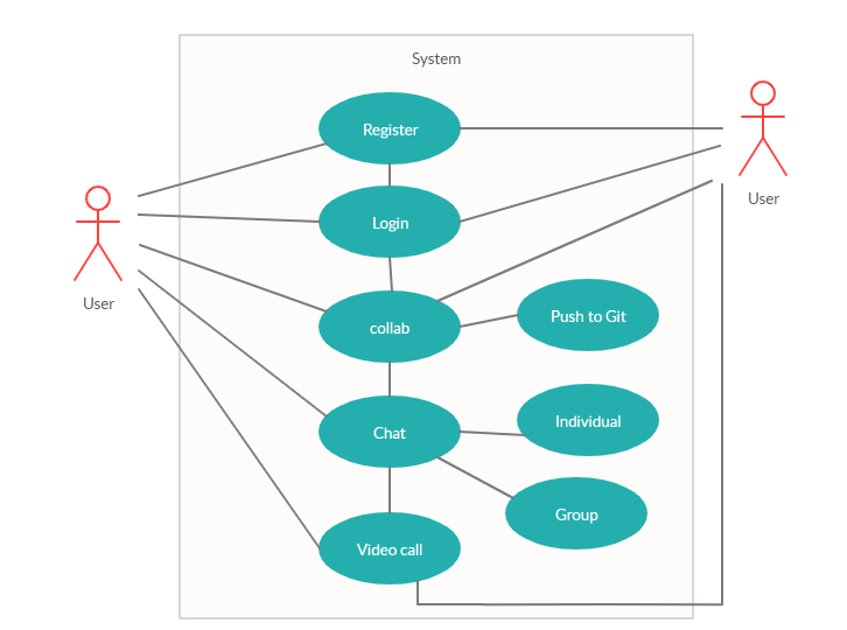 System
Register
User
Login
User
collab
Push to Git
Individual
Chat
Group
Video call